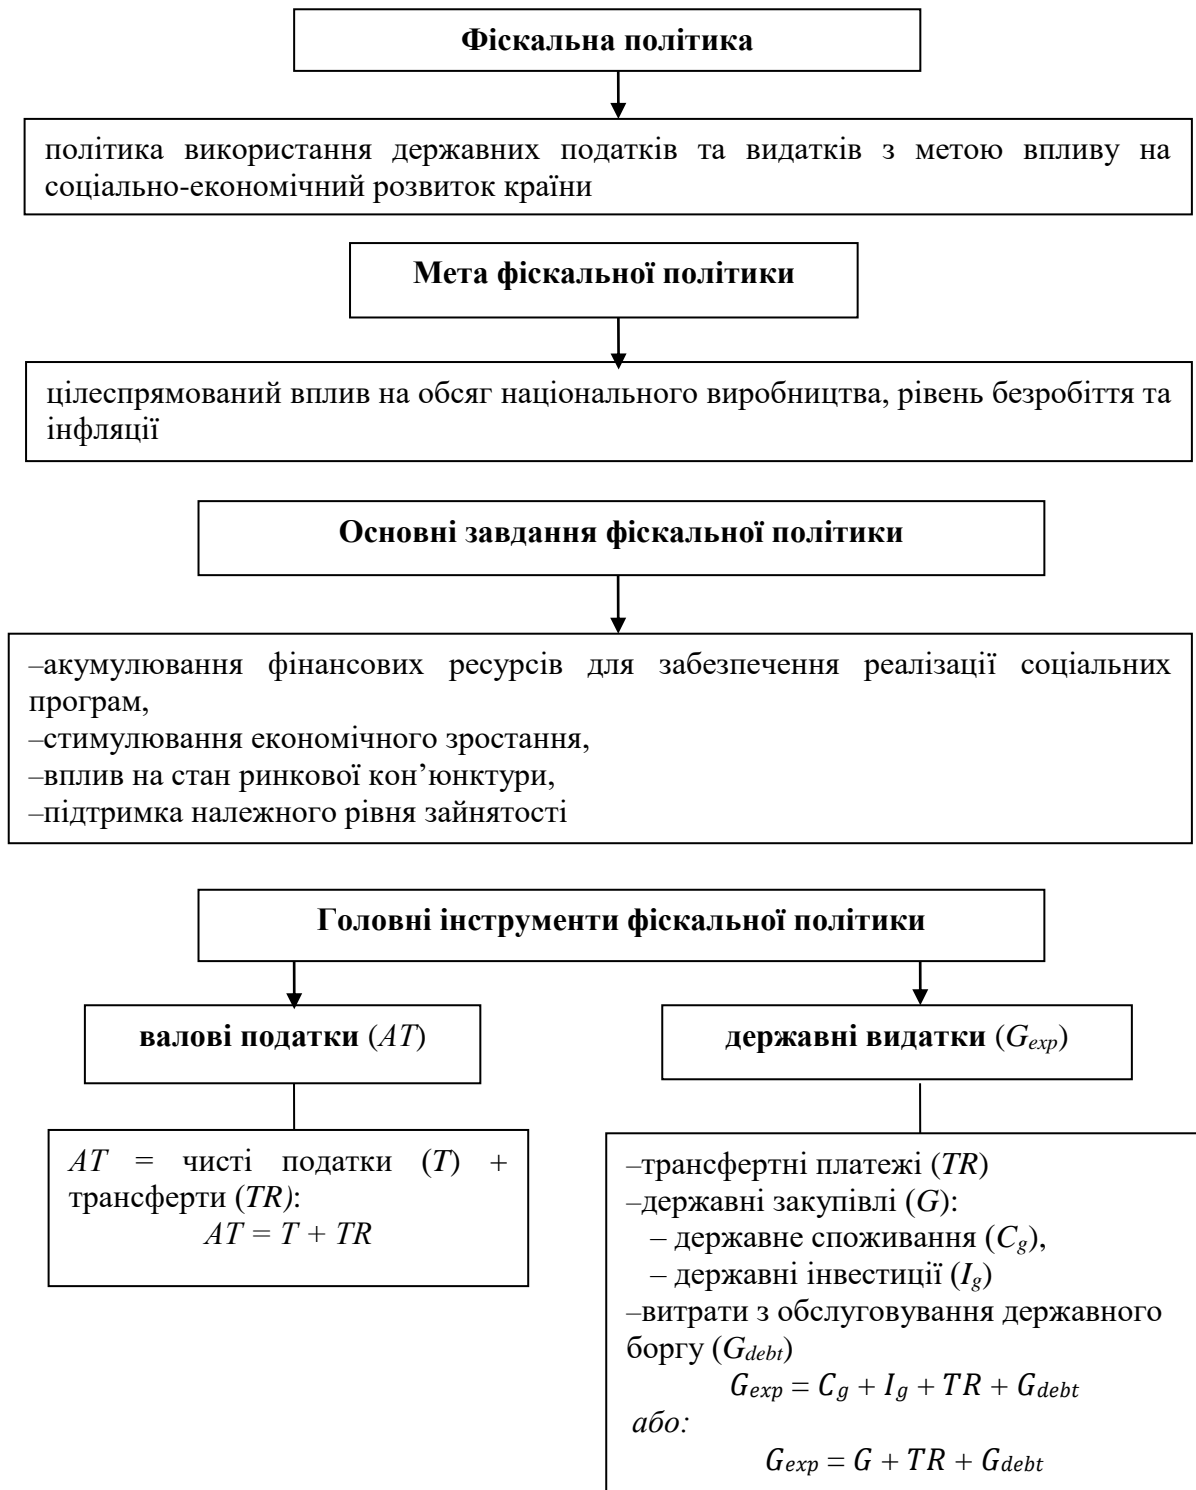 Фіскальна політика
політика використання державних податків та видатків з метою впливу на
соціально-економічний розвиток країни
Мета фіскальної політики
цілеспрямований вплив на обсяг національного виробництва, рівень безробіття та
інфляції
Основні завдання фіскальної політики
–акумулювання фінансових ресурсів для забезпечення реалізації соціальних
програм,
–стимулювання економічного зростання,
–вплив на стан ринкової кон’юнктури,
–підтримка належного рівня зайнятості
Головні інструменти фіскальної політики
валові податки (AT)
AT = чисті податки (T) +
трансферти (TR):
AT = T + TR
державні видатки (Gexp)
–трансфертні платежі (TR)
–державні закупівлі (G):
– державне споживання (Cg),
– державні інвестиції (Ig)
–витрати з обслуговування державного
боргу (Gdebt)
Gexp = Cg + Ig + TR + Gdebt
або:
Gexp = G + TR + Gdebt